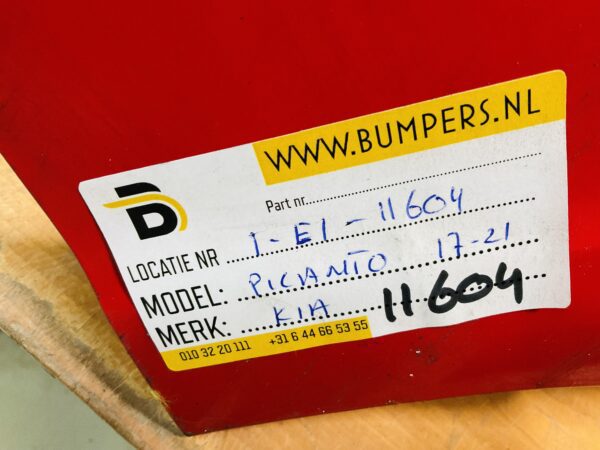 WWW.BUMPERS.NL
Part nr.
LOCATIE NR I-E1-11604
MODEL: PICANTO 17-21
MERK: KIA 11604
010 32 20 111 +31 6 44 66 53 55